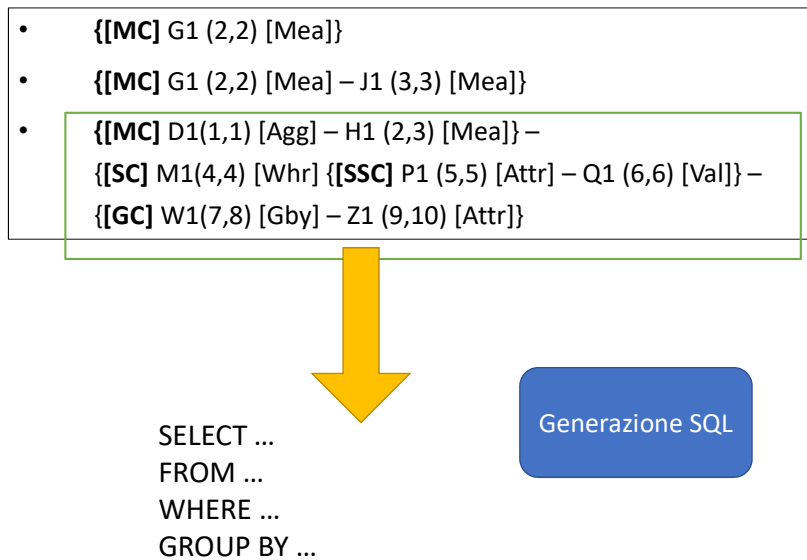 • {[MC] G1 (2,2) [Mea]}
• {[MC] G1 (2,2) [Mea] – J1 (3,3) [Mea]}
• {[MC] D1(1,1) [Agg] – H1 (2,3) [Mea]} –
{[SC] M1(4,4) [Whr] {[SSC] P1 (5,5) [Attr] – Q1 (6,6) [Val]} –
{[GC] W1(7,8) [Gby] – Z1 (9,10) [Attr]}
Generazione SQL
SELECT ...
FROM ...
WHERE ...
GROUP BY ...